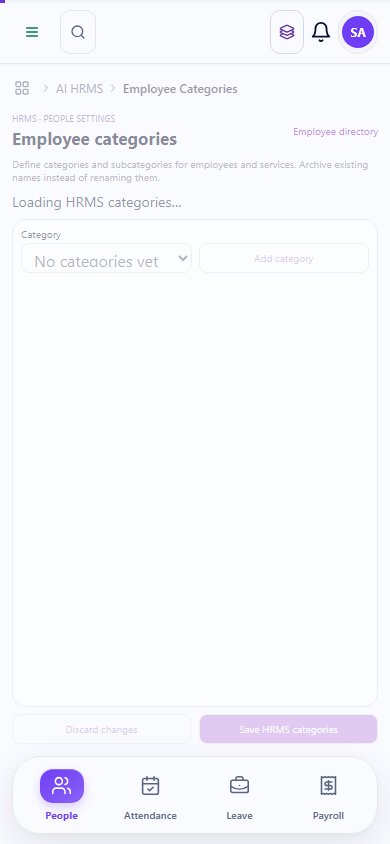 SA
AI HRMS
Employee Categories
HRMS · PEOPLE SETTINGS
Employee categories
Employee directory
Define categories and subcategories for employees and services. Archive existing
names instead of renaming them.
Loading HRMS categories...
Category
No categories yet
Add category
Discard changes
Save HRMS categories
People
Attendance
Leave
Payroll